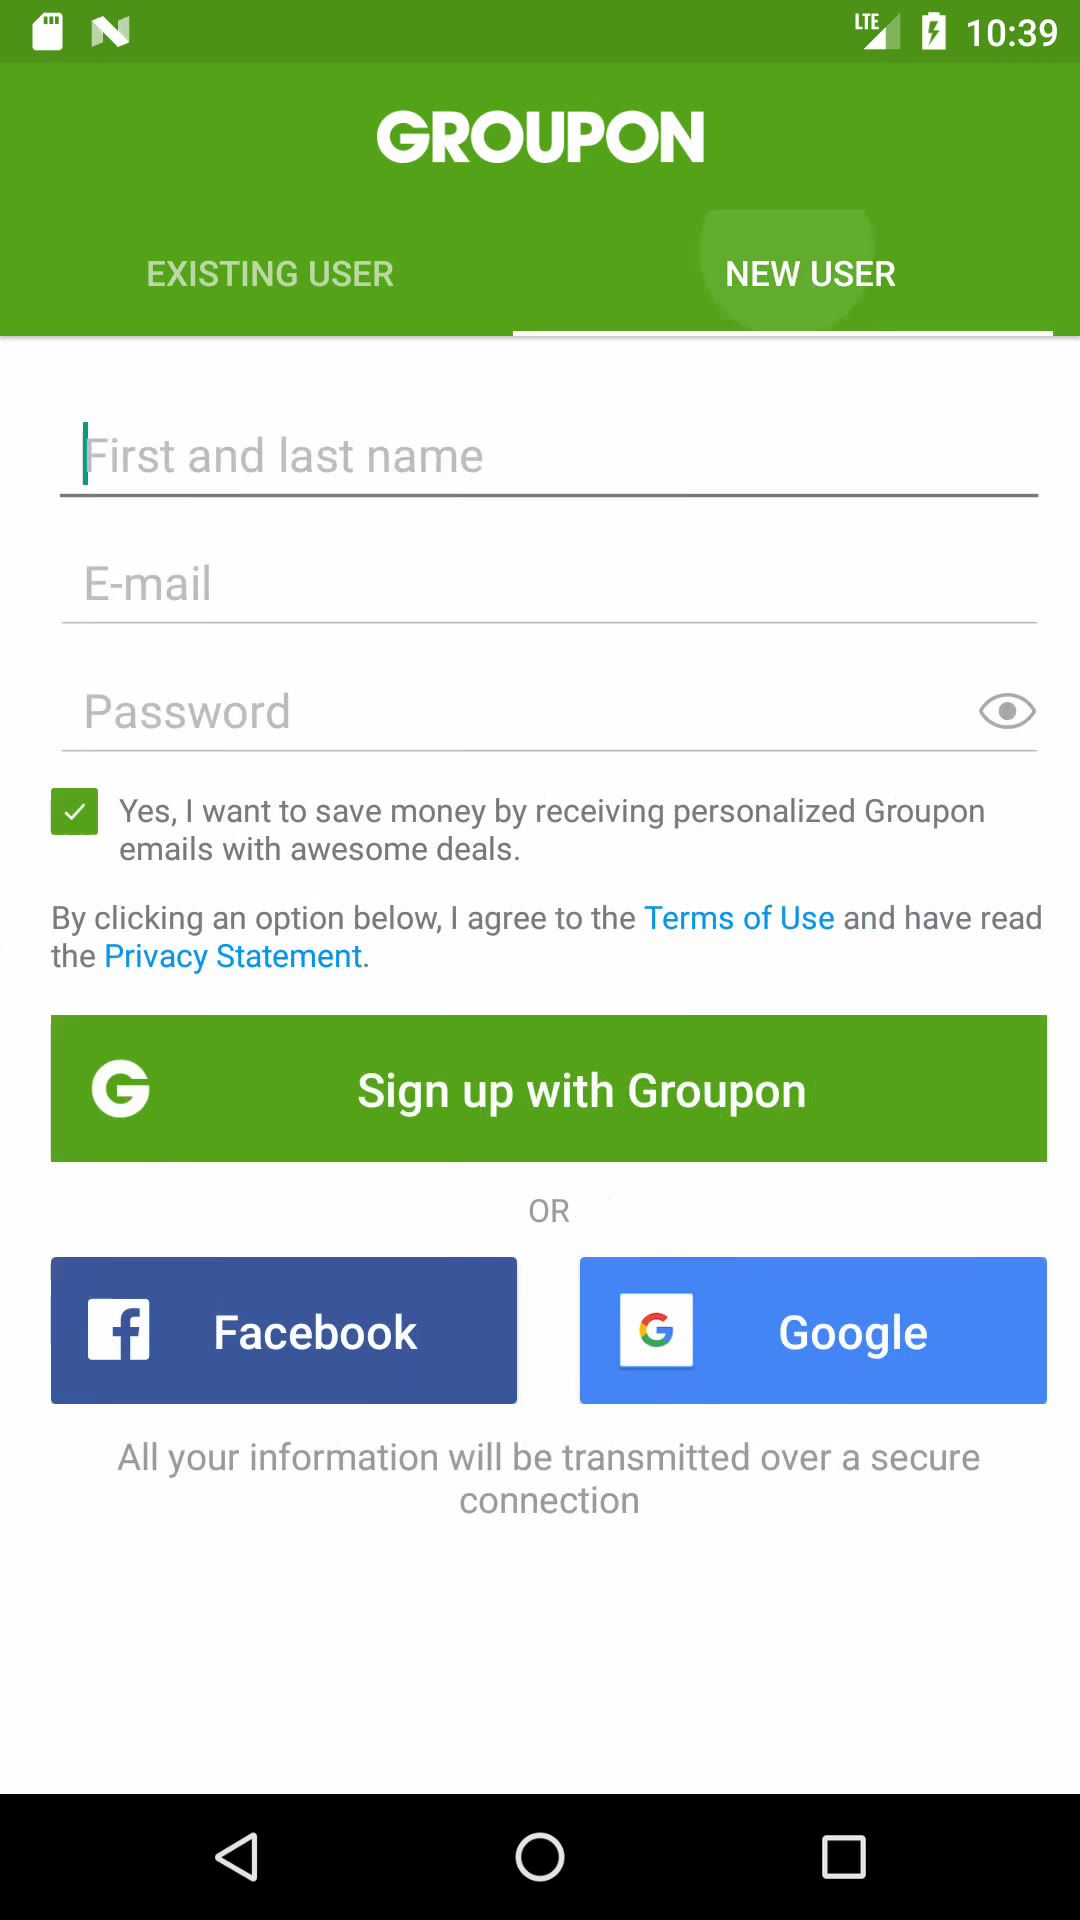 LTE 10:39
GROUPON
EXISTING USER NEW USER
First and last name
E-mail
Password
Yes, I want to save money by receiving personalized Groupon
emails with awesome deals.
By clicking an option below, I agree to the Terms of Use and have read
the Privacy Statement.
Sign up with Groupon
OR
Facebook Google
All your information will be transmitted over a secure
connection